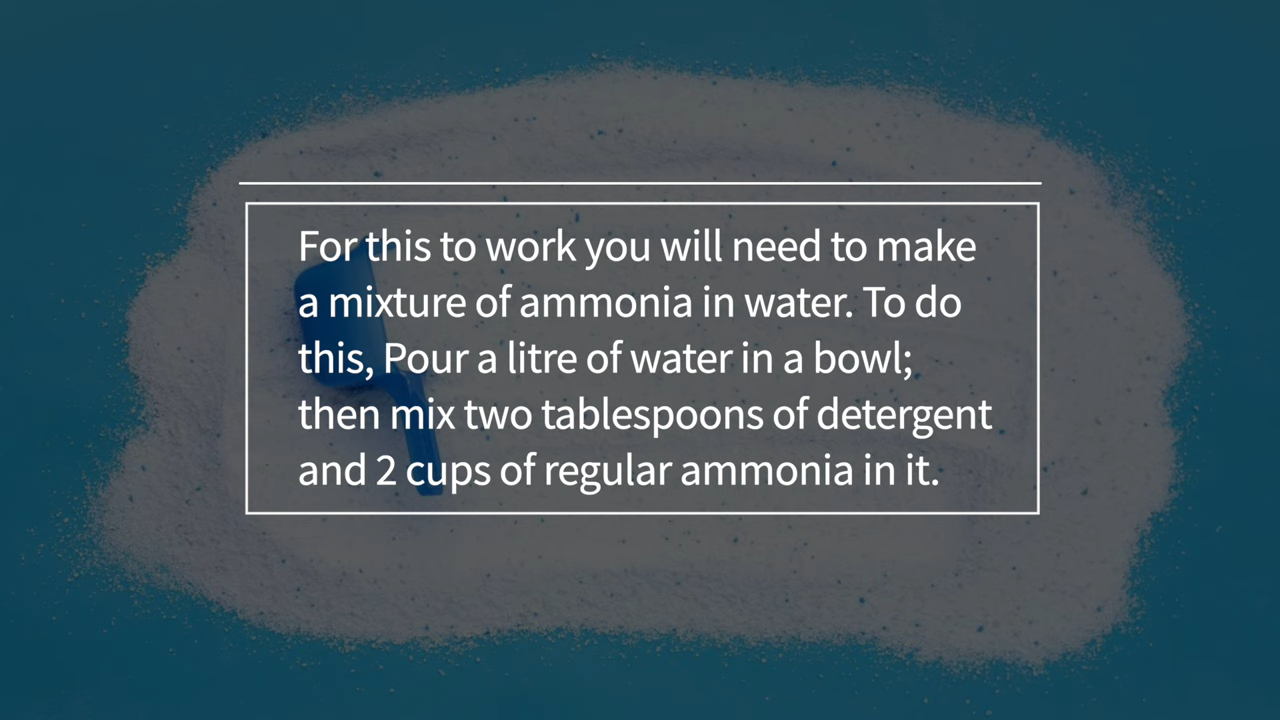 For this to work you will need to make
a mixture of ammonia in water. To do
this, Pour a litre of water in a bowl;
then mix two tablespoons of detergent
and 2 cups of regular ammonia in it.